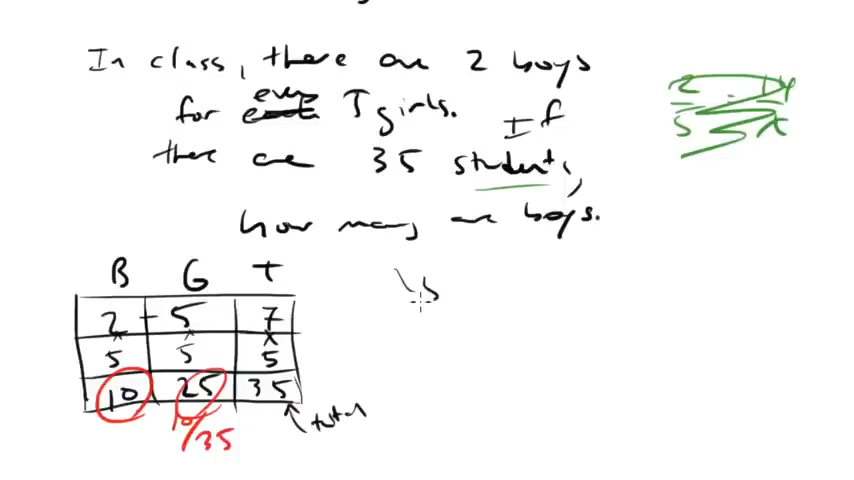 In class, there are 2 boys
for every 5 girls. If
there are 35 students,
how many are boys.
B G T
2 5 7
x x x
5 5 5
10 25 35
10/35
total